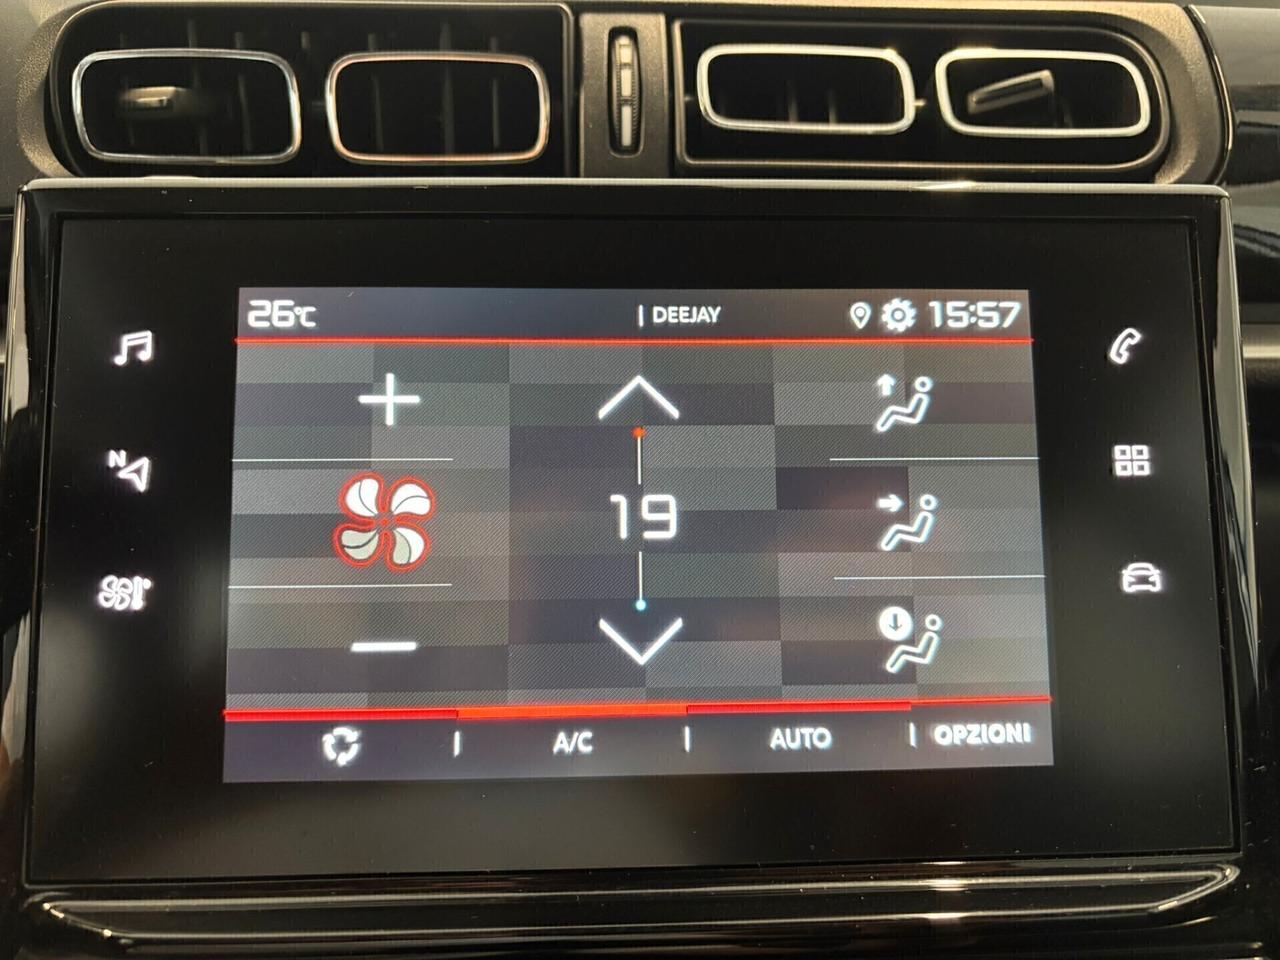 26°C
| DEEJAY
15:57
N
19
A/C
AUTO
OPZIONI